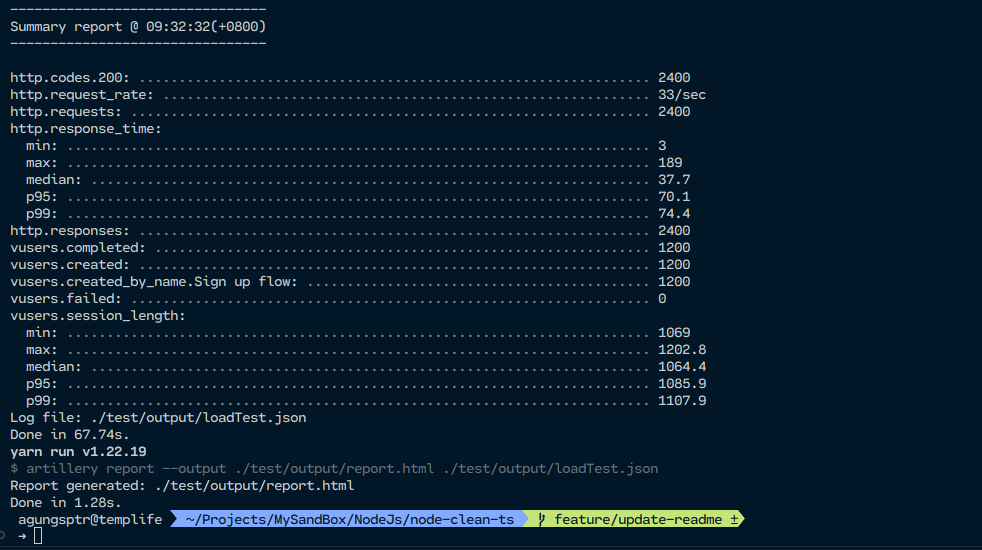 --------------------------------
Summary report @ 09:32:32(+0800)
--------------------------------
http.codes.200: ................................................................ 2400
http.request_rate: ............................................................. 33/sec
http.requests: ................................................................. 2400
http.response_time:
  min: ......................................................................... 3
  max: ......................................................................... 189
  median: ...................................................................... 37.7
  p95: ......................................................................... 70.1
  p99: ......................................................................... 74.4
http.responses: ................................................................ 2400
vusers.completed: .............................................................. 1200
vusers.created: ................................................................ 1200
vusers.created_by_name.Sign up flow: ........................................... 1200
vusers.failed: ................................................................. 0
vusers.session_length:
  min: ......................................................................... 1069
  max: ......................................................................... 1202.8
  median: ...................................................................... 1064.4
  p95: ......................................................................... 1085.9
  p99: ......................................................................... 1107.9
Log file: ./test/output/loadTest.json
Done in 67.74s.
yarn run v1.22.19
$ artillery report --output ./test/output/report.html ./test/output/loadTest.json
Report generated: ./test/output/report.html
Done in 1.28s.
agungsptr@templife ~/Projects/MySandBox/NodeJs/node-clean-ts feature/update-readme ±
➜